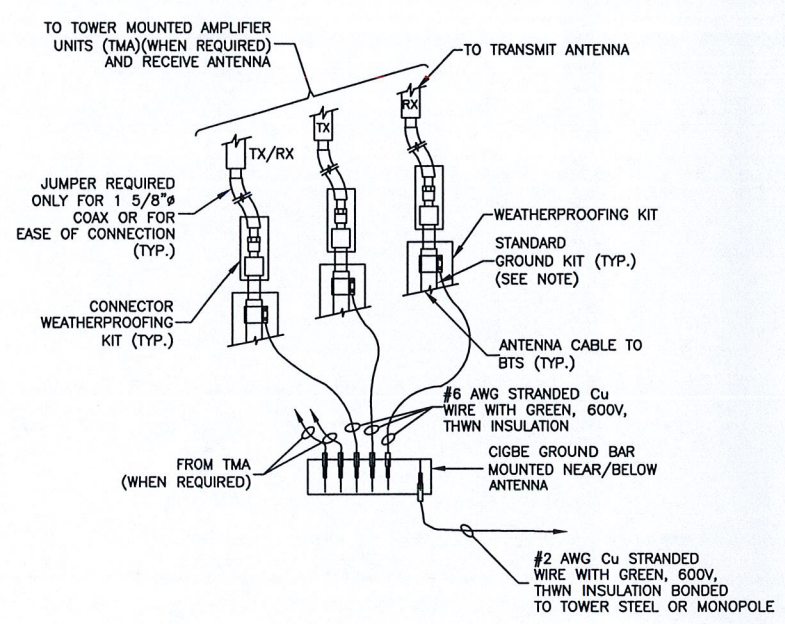 TO TOWER MOUNTED AMPLIFIER
UNITS (TMA)(WHEN REQUIRED)
AND RECEIVE ANTENNA
TO TRANSMIT ANTENNA
RX
TX
TX/RX
JUMPER REQUIRED
ONLY FOR 1 5/8"ø
COAX OR FOR
EASE OF CONNECTION
(TYP.)
WEATHERPROOFING KIT
STANDARD
GROUND KIT (TYP.)
(SEE NOTE)
CONNECTOR
WEATHERPROOFING
KIT (TYP.)
ANTENNA CABLE TO
BTS (TYP.)
#6 AWG STRANDED Cu
WIRE WITH GREEN, 600V,
THWN INSULATION
FROM TMA
(WHEN REQUIRED)
CIGBE GROUND BAR
MOUNTED NEAR/BELOW
ANTENNA
#2 AWG Cu STRANDED
WIRE WITH GREEN, 600V,
THWN INSULATION BONDED
TO TOWER STEEL OR MONOPOLE